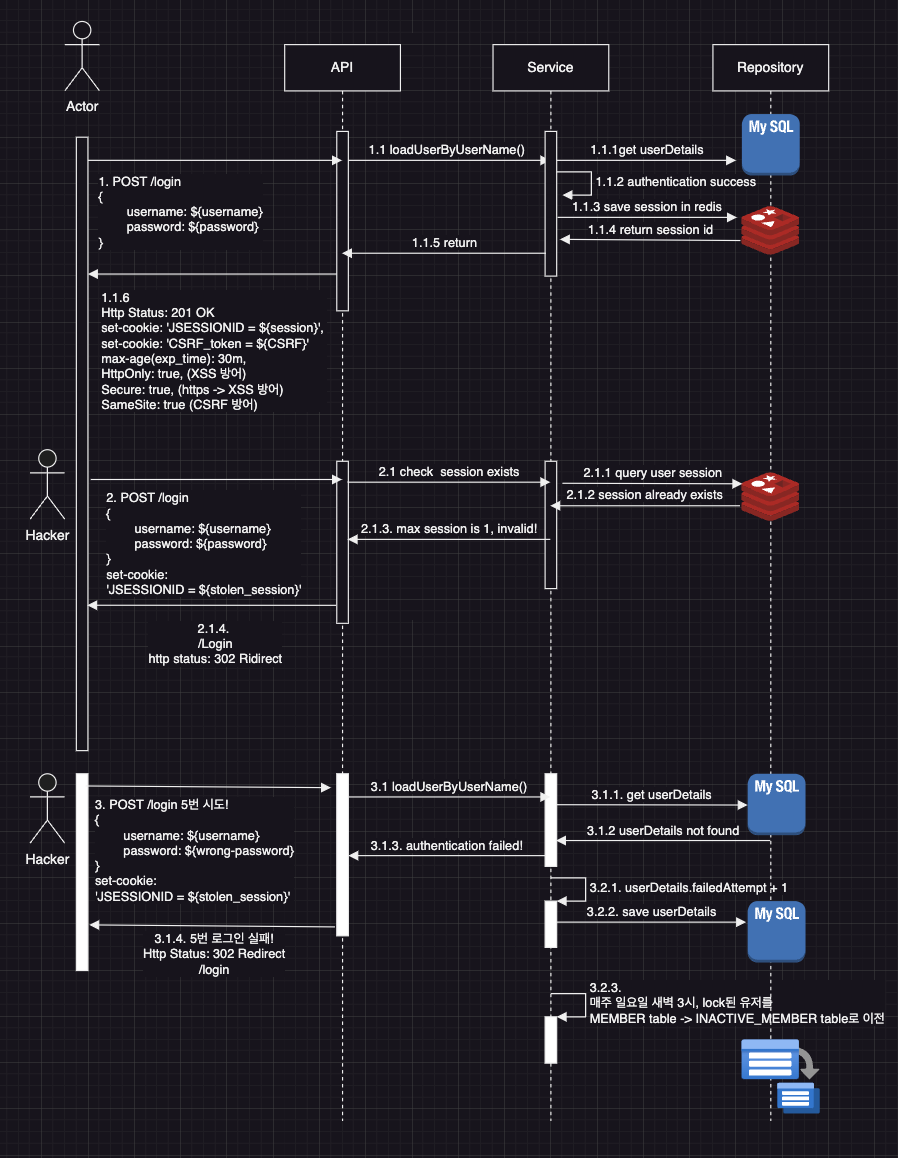 Actor
API
Service
Repository
My SQL
1.1 loadUserByUserName()
1.1.1get userDetails
1. POST /login
{
username: ${username}
password: ${password}
}
1.1.2 authentication success
1.1.3 save session in redis
1.1.4 return session id
1.1.5 return
1.1.6
Http Status: 201 OK
set-cookie: 'JSESSIONID = ${session}',
set-cookie: 'CSRF_token = ${CSRF}'
max-age(exp_time): 30m,
HttpOnly: true, (XSS 방어)
Secure: true, (https -> XSS 방어)
SameSite: true (CSRF 방어)
Hacker
2.1 check  session exists
2.1.1 query user session
2.1.2 session already exists
2. POST /login
{
username: ${username}
password: ${password}
}
set-cookie:
'JSESSIONID = ${stolen_session}'
2.1.3. max session is 1, invalid!
2.1.4.
/Login
http status: 302 Ridirect
Hacker
3.1 loadUserByUserName()
3.1.1. get userDetails
My SQL
3. POST /login 5번 시도!
{
username: ${username}
password: ${wrong-password}
}
set-cookie:
'JSESSIONID = ${stolen_session}'
3.1.2 userDetails not found
3.1.3. authentication failed!
3.2.1. userDetails.failedAttempt + 1
3.2.2. save userDetails
My SQL
3.1.4. 5번 로그인 실패!
Http Status: 302 Redirect
/login
3.2.3.
매주 일요일 새벽 3시, lock된 유저를
MEMBER table -> INACTIVE_MEMBER table로 이전